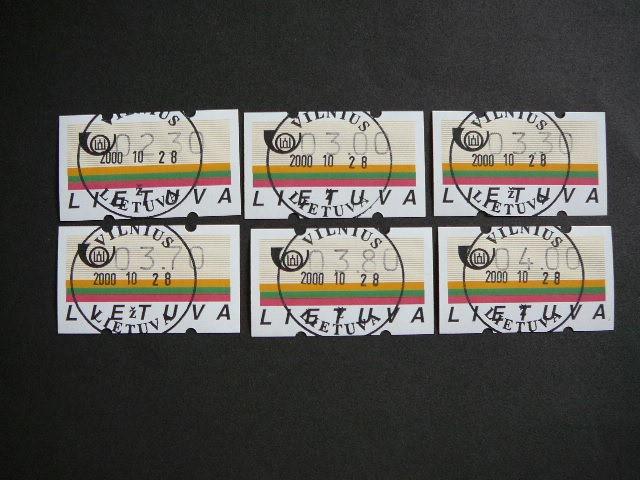 VILNIUS
02.30
2000 10 28
LIETUVA
ž
LIETUVA
VILNIUS
03.00
2000 10 28
LIETUVA
ž
LIETUVA
VILNIUS
03.30
2000 10 28
LIETUVA
ž
LIETUVA
VILNIUS
03.70
2000 10 28
LIETUVA
ž
LIETUVA
VILNIUS
03.80
2000 10 28
LIETUVA
ž
LIETUVA
VILNIUS
04.00
2000 10 28
LIETUVA
ž
LIETUVA